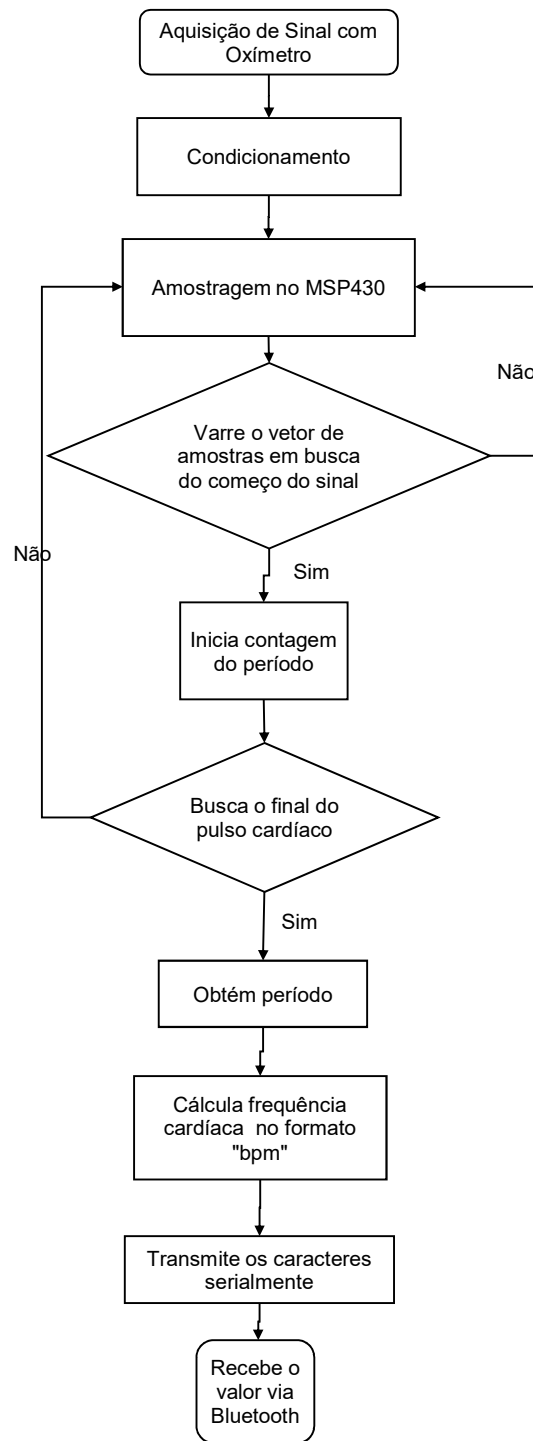 Aquisição de Sinal com
Oxímetro
Condicionamento
Amostragem no MSP430
Não
Varre o vetor de
amostras em busca
do começo do sinal
Não
Sim
Inicia contagem
do período
Busca o final do
pulso cardíaco
Sim
Obtém período
Cálcula frequência
cardíaca no formato
"bpm"
Transmite os caracteres
serialmente
Recebe o
valor via
Bluetooth